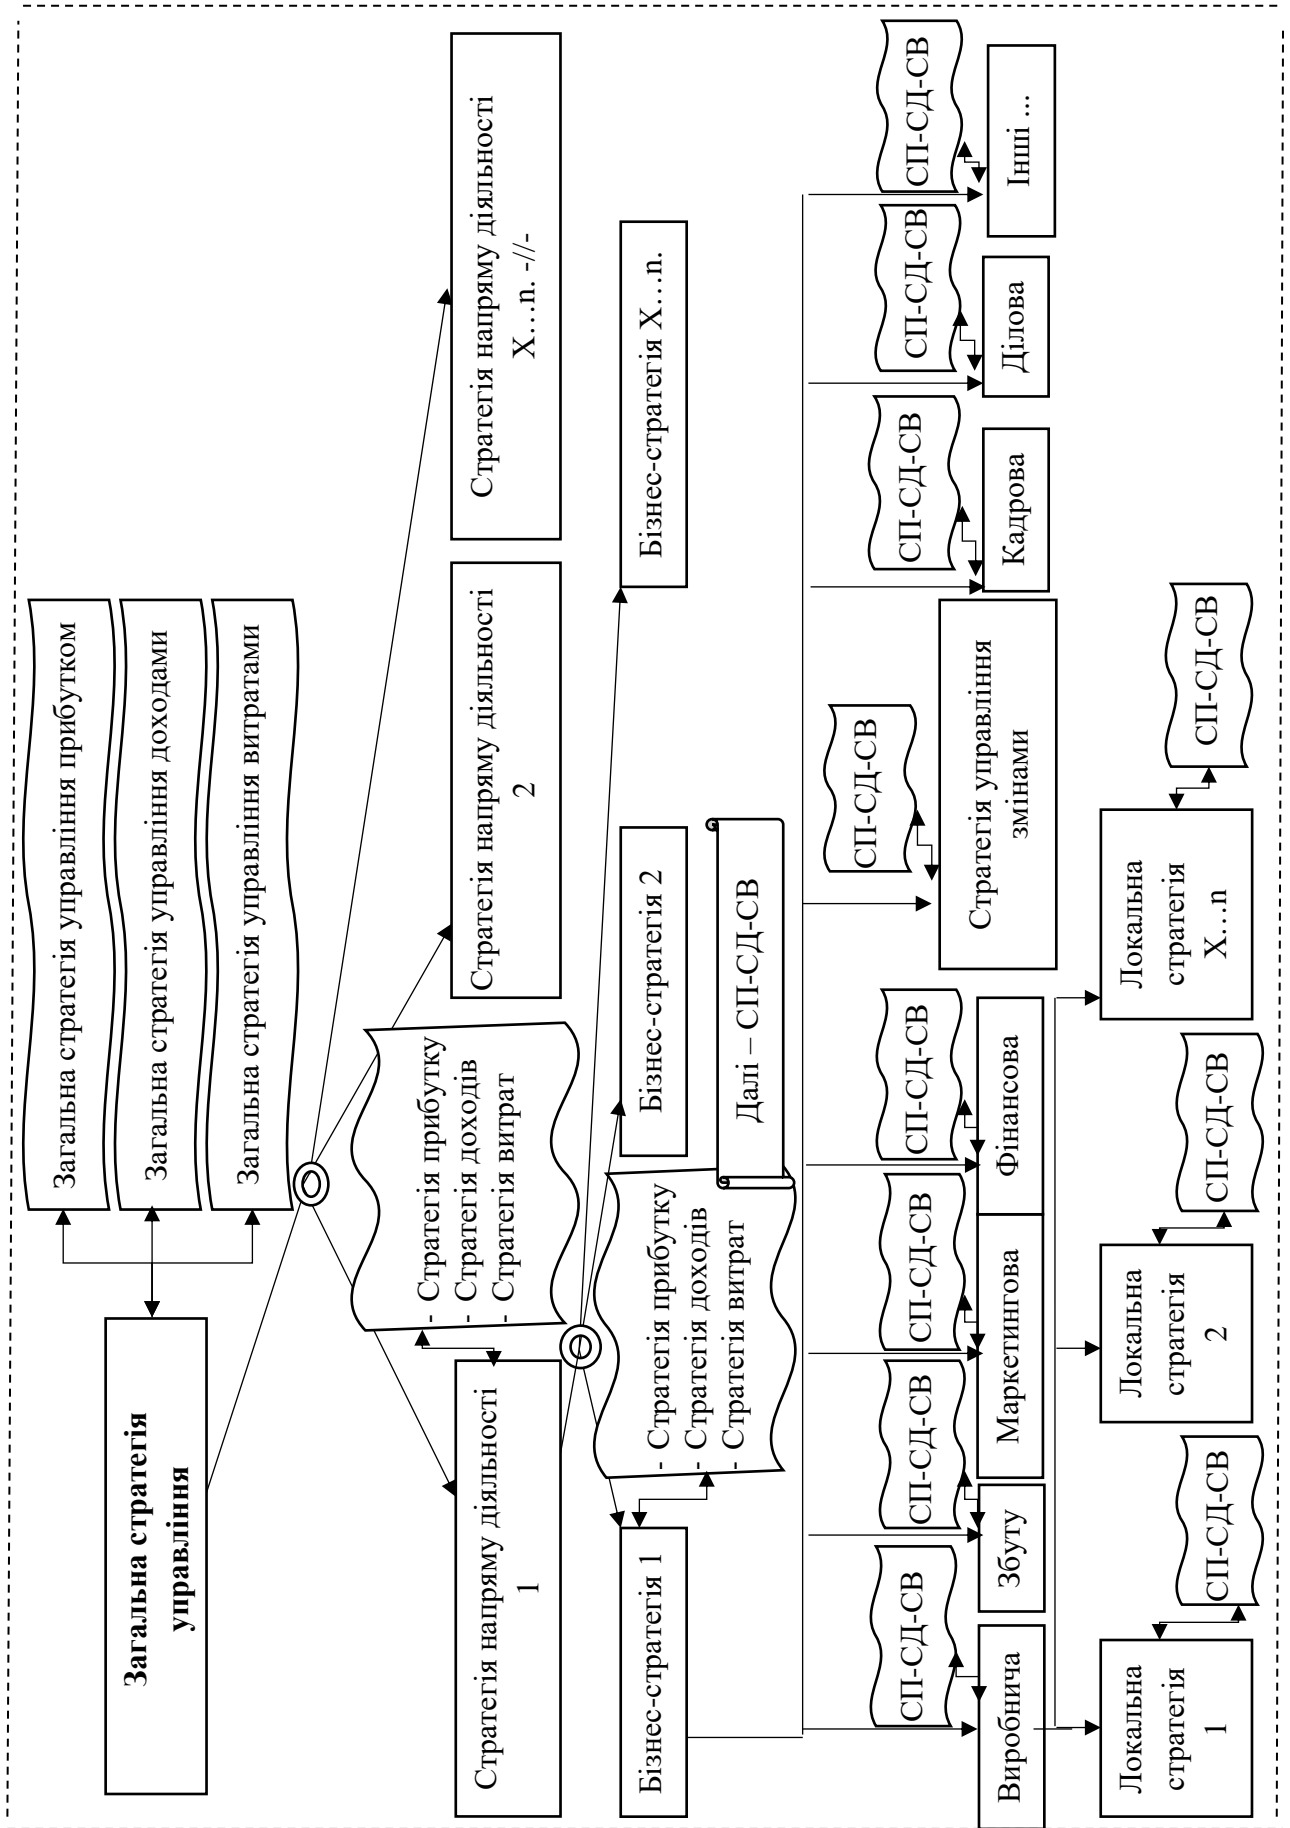 Загальна стратегія
управління
Загальна стратегія управління прибутком
Загальна стратегія управління доходами
Загальна стратегія управління витратами
Стратегія напряму діяльності
1
- Стратегія прибутку
- Стратегія доходів
- Стратегія витрат
Стратегія напряму діяльності
2
Стратегія напряму діяльності
Х…n. -//-
Бізнес-стратегія 1
- Стратегія прибутку
- Стратегія доходів
- Стратегія витрат
Бізнес-стратегія 2
Бізнес-стратегія Х…n.
Далі – СП-СД-СВ
СП-СД-СВ
СП-СД-СВ
СП-СД-СВ
СП-СД-СВ
СП-СД-СВ
СП-СД-СВ
СП-СД-СВ
СП-СД-СВ
Виробнича
Збуту
Маркетингова
Фінансова
Стратегія управління
змінами
Кадрова
Ділова
Інші ...
Локальна
стратегія
1
СП-СД-СВ
Локальна
стратегія
2
СП-СД-СВ
Локальна
стратегія
Х…n
СП-СД-СВ